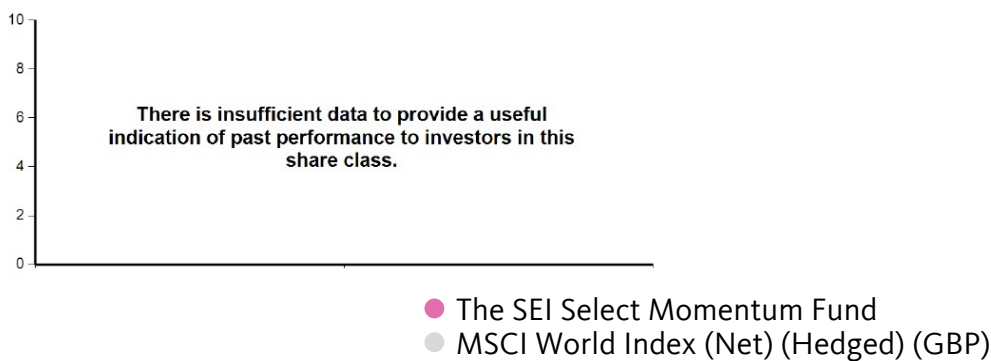 10
8
6
4
2
0
There is insufficient data to provide a useful
indication of past performance to investors in this
share class.
The SEI Select Momentum Fund
MSCI World Index (Net) (Hedged) (GBP)